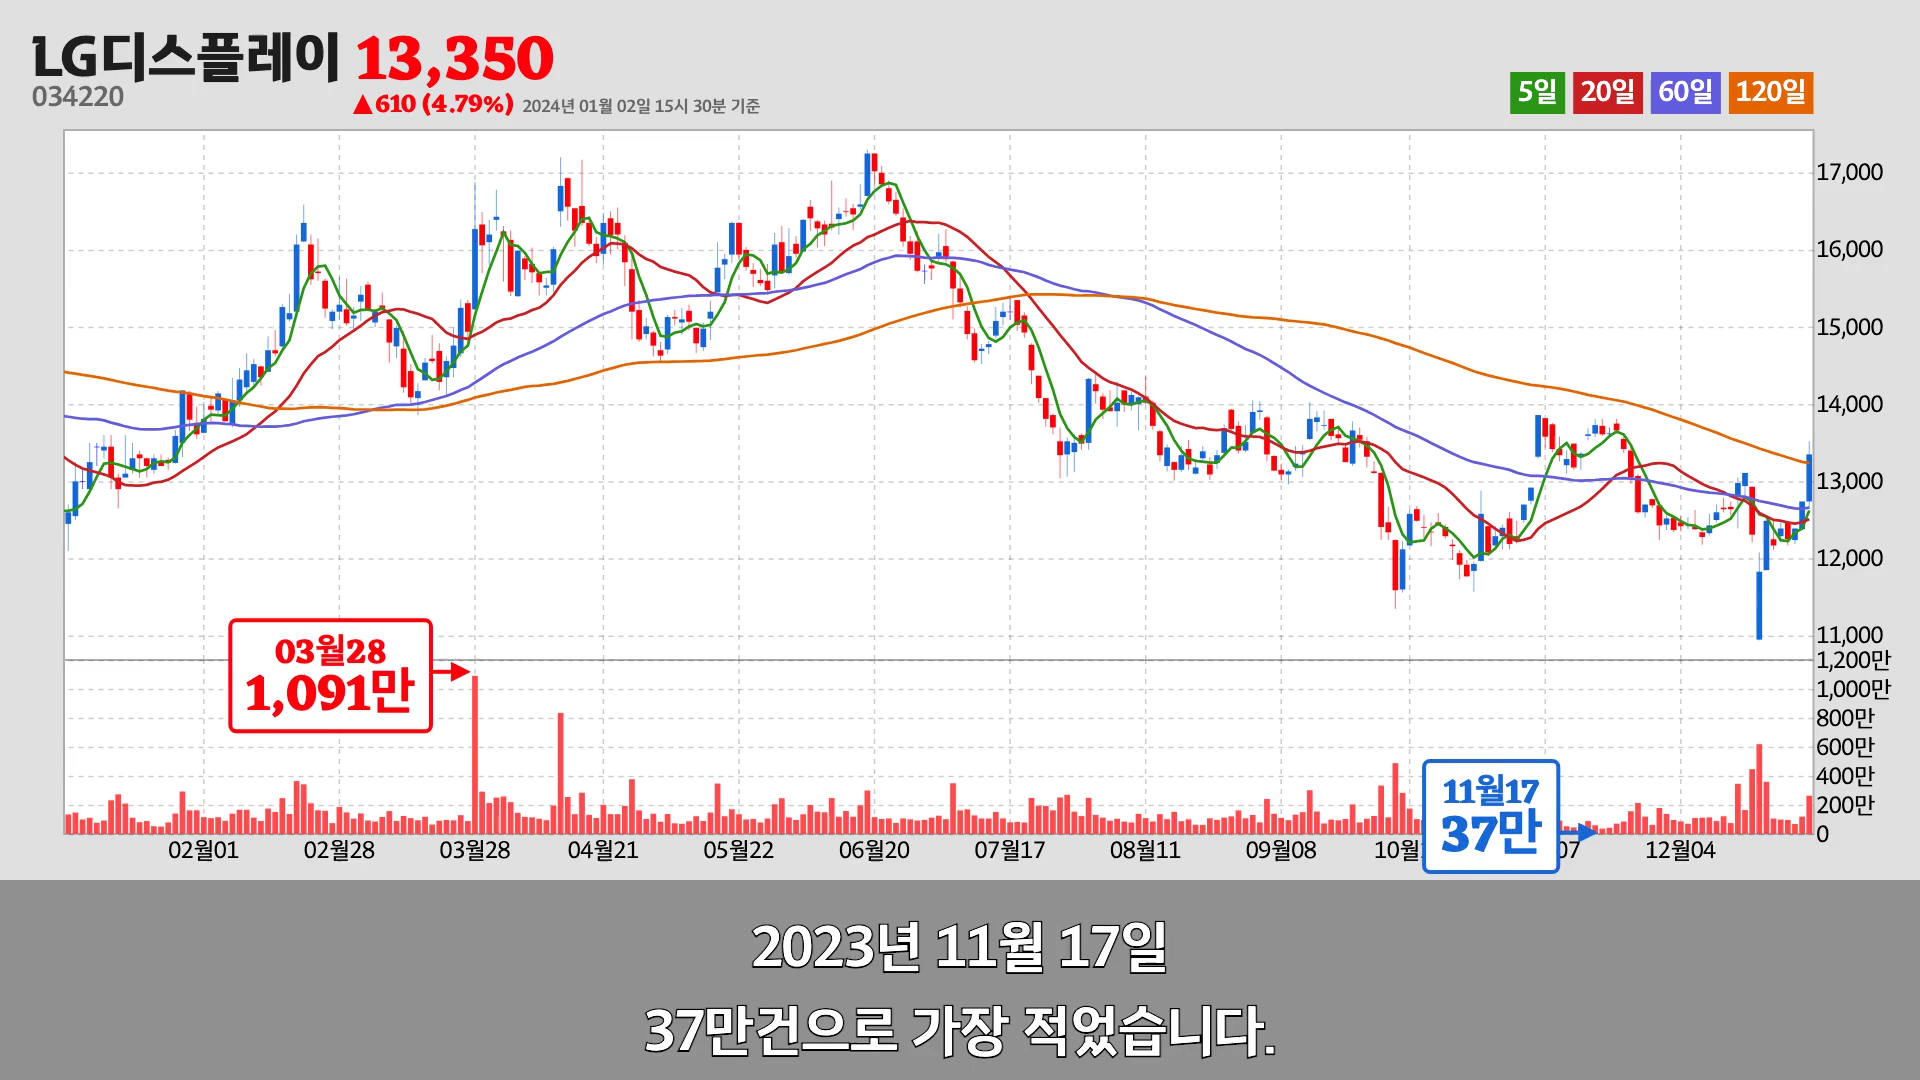 LG디스플레이 13,350
034220
▲610 (4.79%) 2024년 01월 02일 15시 30분 기준
5일 20일 60일 120일
17,000
16,000
15,000
14,000
13,000
12,000
11,000
1,200만
1,000만
800만
600만
400만
200만
0
03월28
1,091만
11월17
37만
02월01 02월28 03월28 04월21 05월22 06월20 07월17 08월11 09월08 10월 07 12월04
2023년 11월 17일
37만건으로 가장 적었습니다.